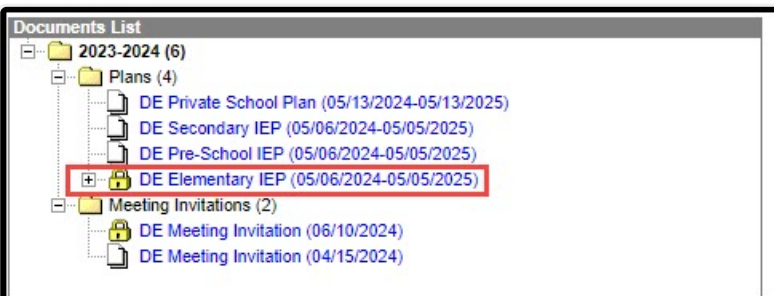 Documents List
2023-2024 (6)
Plans (4)
DE Private School Plan (05/13/2024-05/13/2025)
DE Secondary IEP (05/06/2024-05/05/2025)
DE Pre-School IEP (05/06/2024-05/05/2025)
DE Elementary IEP (05/06/2024-05/05/2025)
Meeting Invitations (2)
DE Meeting Invitation (06/10/2024)
DE Meeting Invitation (04/15/2024)